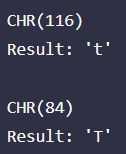 CHR(116)
Result: 't'
CHR(84)
Result: 'T'